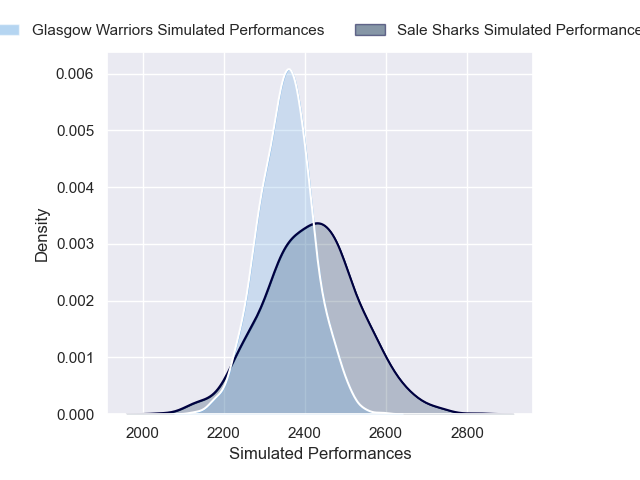 Glasgow Warriors Simulated Performances Sale Sharks Simulated Performance
0.006
0.005
0.004
0.003
0.002
0.001
0.000
Density
2000 2200 2400 2600 2800
Simulated Performances